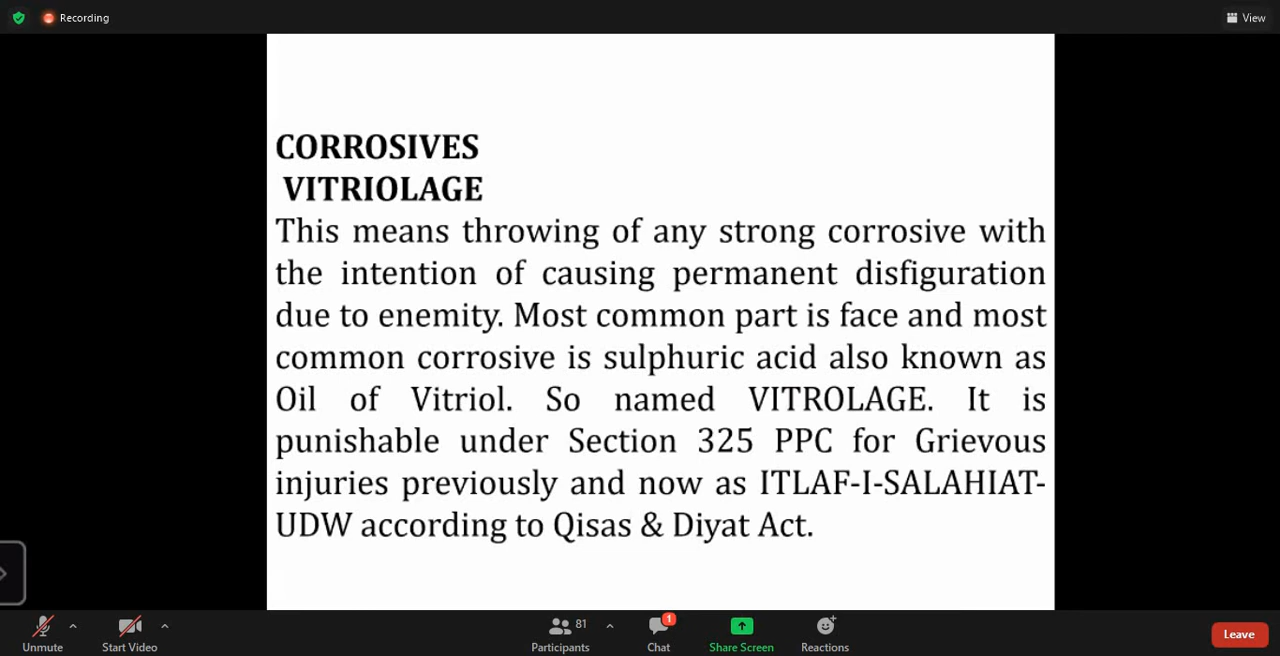 Recording
View
CORROSIVES
VITRIOLAGE
This means throwing of any strong corrosive with
the intention of causing permanent disfiguration
due to enemity. Most common part is face and most
common corrosive is sulphuric acid also known as
Oil of Vitriol. So named VITROLAGE. It is
punishable under Section 325 PPC for Grievous
injuries previously and now as ITLAF-I-SALAHIAT-
UDW according to Qisas & Diyat Act.
Unmute
Start Video
81
Participants
1
Chat
Share Screen
Reactions
Leave